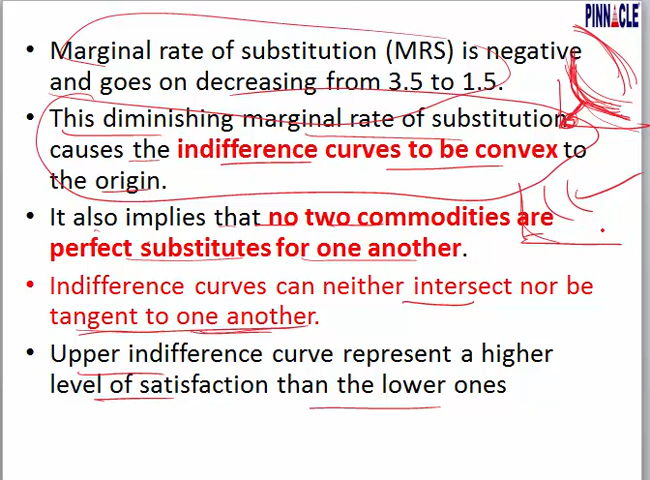 PINNACLE
• Marginal rate of substitution (MRS) is negative
and goes on decreasing from 3.5 to 1.5.
• This diminishing marginal rate of substitutions
causes the indifference curves to be convex to
the origin.
• It also implies that no two commodities are
perfect substitutes for one another.
• Indifference curves can neither intersect nor be
tangent to one another.
• Upper indifference curve represent a higher
level of satisfaction than the lower ones